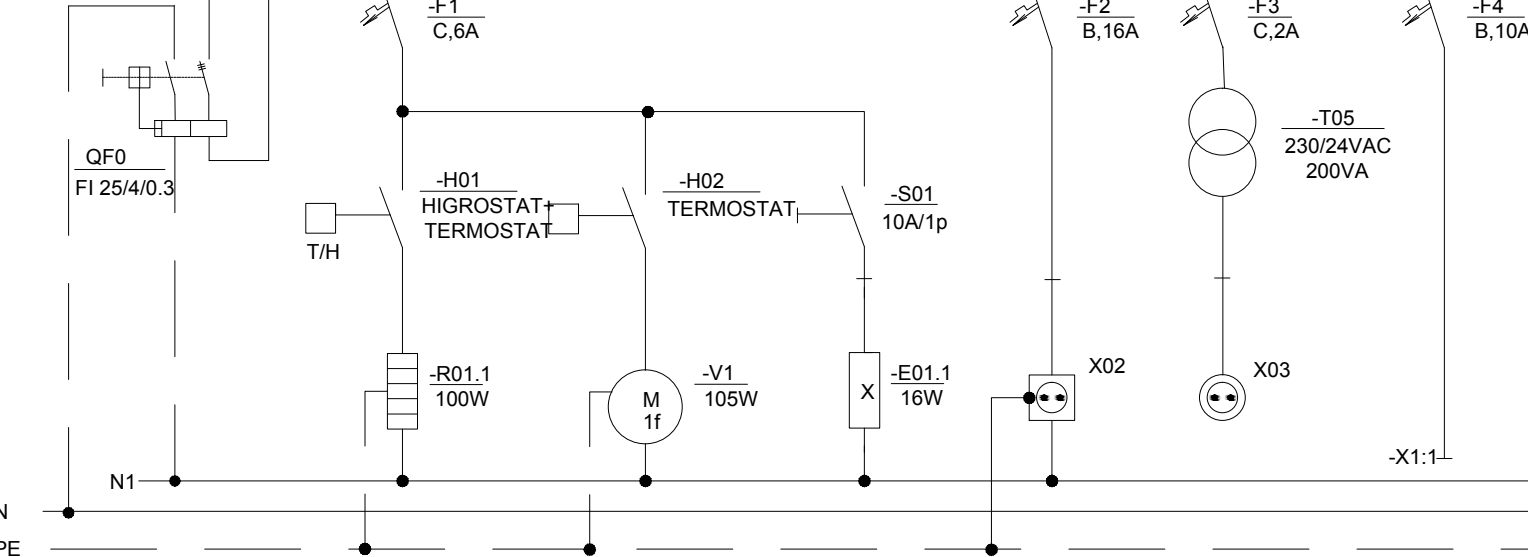 -F1
C,6A
-F2
B,16A
-F3
C,2A
-F4
B,10A
QF0
FI 25/4/0.3
-H01
HIGROSTAT+
TERMOSTAT
T/H
-H02
TERMOSTAT
-S01
10A/1p
-T05
230/24VAC
200VA
-R01.1
100W
M
1f
-V1
105W
X
-E01.1
16W
X02
X03
-X1:1
N1
N
PE